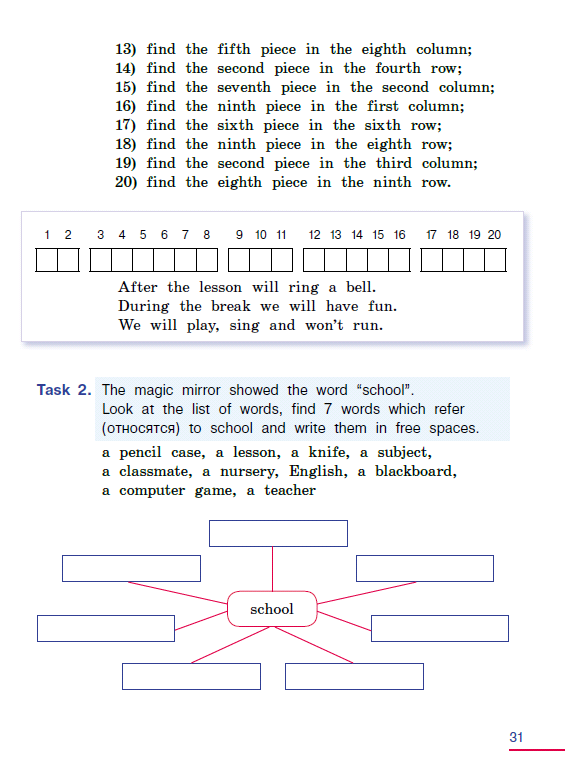 13) find the fifth piece in the eighth column;
14) find the second piece in the fourth row;
15) find the seventh piece in the second column;
16) find the ninth piece in the first column;
17) find the sixth piece in the sixth row;
18) find the ninth piece in the eighth row;
19) find the second piece in the third column;
20) find the eighth piece in the ninth row.
1 2 3 4 5 6 7 8 9 10 11 12 13 14 15 16 17 18 19 20
After the lesson will ring a bell.
During the break we will have fun.
We will play, sing and won't run.
Task 2. The magic mirror showed the word “school”.
Look at the list of words, find 7 words which refer
(относятся) to school and write them in free spaces.
a pencil case, a lesson, a knife, a subject,
a classmate, a nursery, English, a blackboard,
a computer game, a teacher
school
31